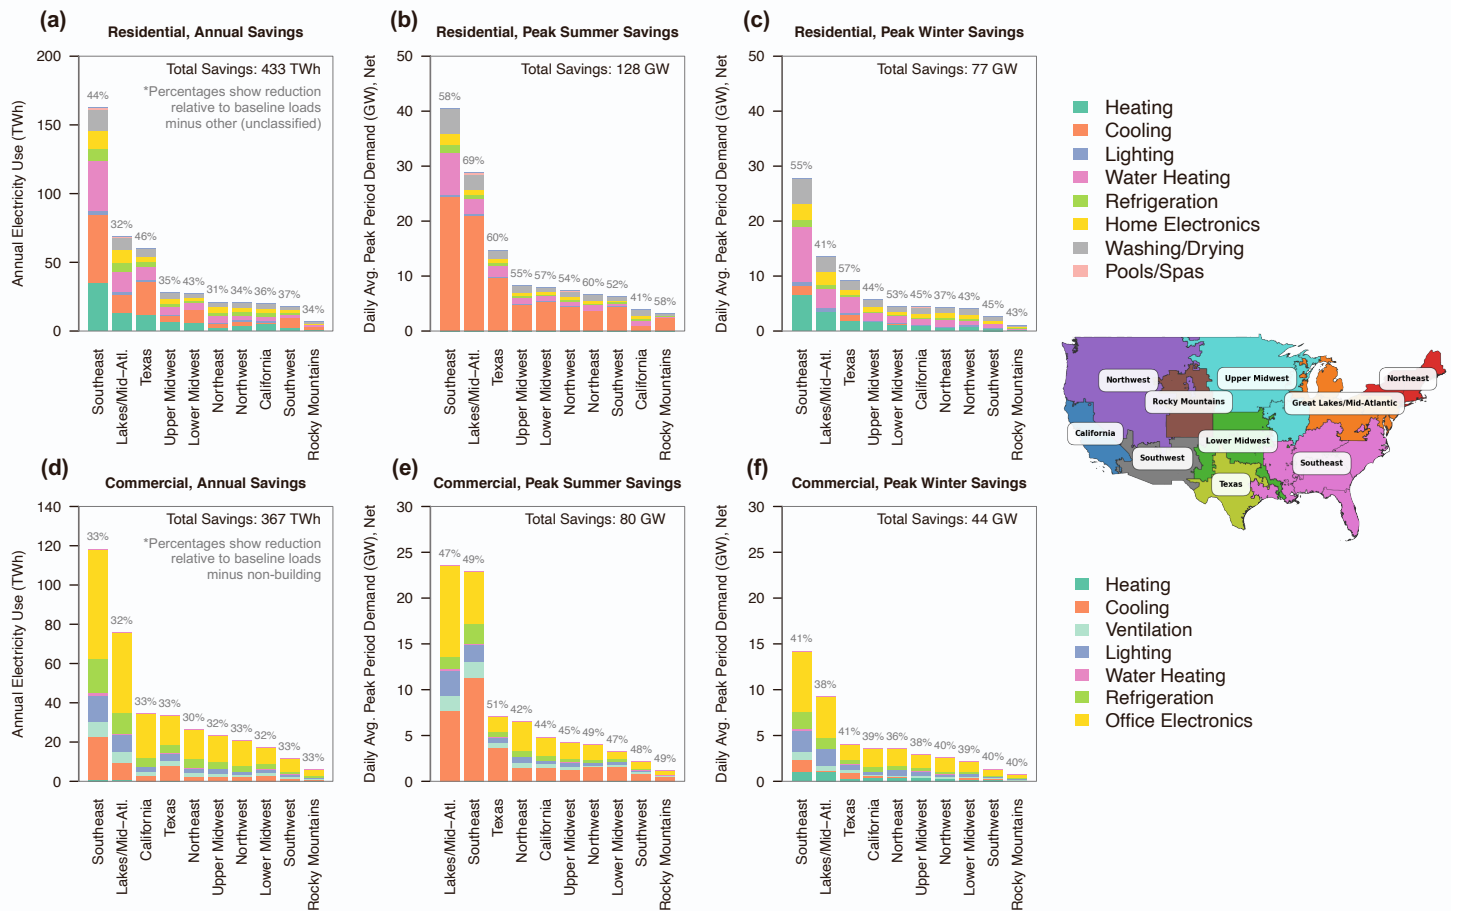 (a)
Residential, Annual Savings
Total Savings: 433 TWh
*Percentages show reduction
relative to baseline loads
minus other (unclassified)
Annual Electricity Use (TWh)
200
150
100
50
0
44%
32%
46%
35%
43%
31%
34%
36%
37%
34%
Southeast
Lakes/Mid−Atl.
Texas
Upper Midwest
Lower Midwest
Northeast
Northwest
California
Southwest
Rocky Mountains
(b)
Residential, Peak Summer Savings
Total Savings: 128 GW
Daily Avg. Peak Period Demand (GW), Net
50
40
30
20
10
0
58%
69%
60%
55%
57%
54%
60%
52%
41%
58%
Southeast
Lakes/Mid−Atl.
Texas
Upper Midwest
Lower Midwest
Northwest
Northeast
Southwest
California
Rocky Mountains
(c)
Residential, Peak Winter Savings
Total Savings: 77 GW
Daily Avg. Peak Period Demand (GW), Net
50
40
30
20
10
0
55%
41%
57%
44%
53%
45%
37%
43%
45%
43%
Southeast
Lakes/Mid−Atl.
Texas
Upper Midwest
Lower Midwest
California
Northeast
Northwest
Southwest
Rocky Mountains
Heating
Cooling
Lighting
Water Heating
Refrigeration
Home Electronics
Washing/Drying
Pools/Spas
Northwest
Upper Midwest
Northeast
Rocky Mountains
Great Lakes/Mid-Atlantic
California
Lower Midwest
Southwest
Southeast
Texas
(d)
Commercial, Annual Savings
Total Savings: 367 TWh
*Percentages show reduction
relative to baseline loads
minus non-building
Annual Electricity Use (TWh)
140
120
100
80
60
40
20
0
33%
32%
33%
33%
30%
32%
33%
32%
33%
33%
Southeast
Lakes/Mid−Atl.
California
Texas
Northeast
Upper Midwest
Northwest
Lower Midwest
Southwest
Rocky Mountains
(e)
Commercial, Peak Summer Savings
Total Savings: 80 GW
Daily Avg. Peak Period Demand (GW), Net
30
25
20
15
10
5
0
47%
49%
51%
42%
44%
45%
49%
47%
48%
49%
Lakes/Mid−Atl.
Southeast
Texas
Northeast
California
Upper Midwest
Northwest
Lower Midwest
Southwest
Rocky Mountains
(f)
Commercial, Peak Winter Savings
Total Savings: 44 GW
Daily Avg. Peak Period Demand (GW), Net
30
25
20
15
10
5
0
41%
38%
41%
39%
36%
38%
40%
39%
40%
40%
Southeast
Lakes/Mid−Atl.
Texas
California
Northeast
Upper Midwest
Northwest
Lower Midwest
Southwest
Rocky Mountains
Heating
Cooling
Ventilation
Lighting
Water Heating
Refrigeration
Office Electronics